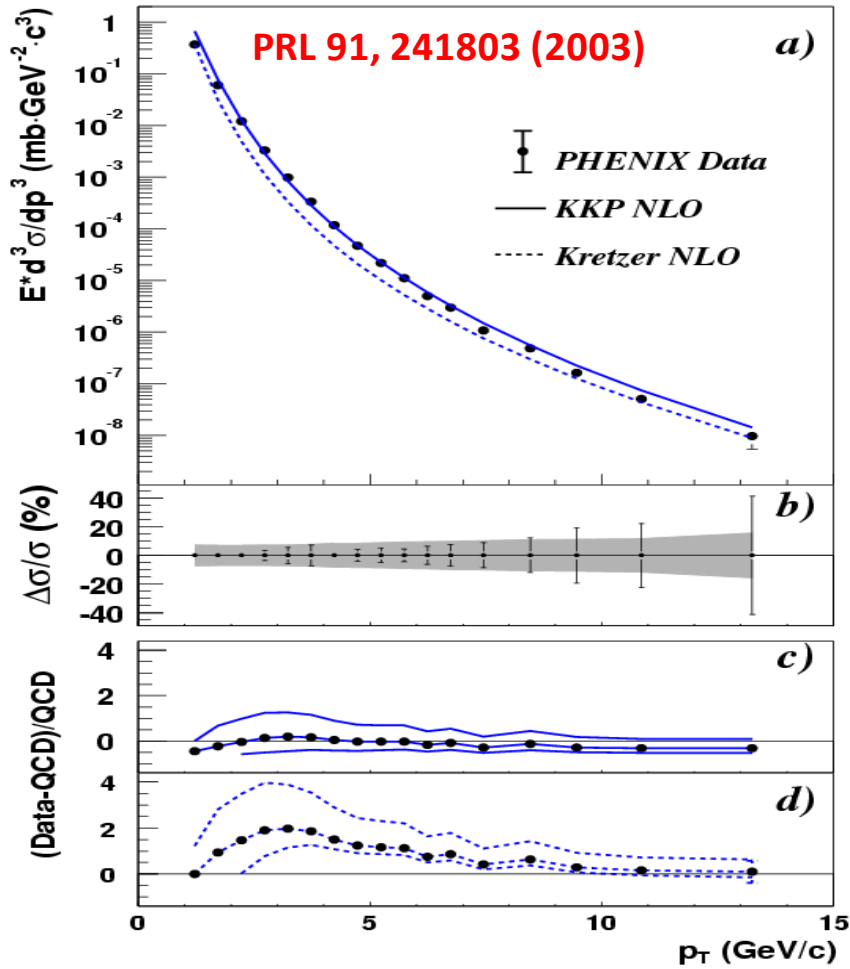 PRL 91, 241803 (2003)
a)
E*d³σ/dp³ (mb·GeV⁻²·c³)
1
10⁻¹
10⁻²
10⁻³
10⁻⁴
10⁻⁵
10⁻⁶
10⁻⁷
10⁻⁸
PHENIX Data
KKP NLO
Kretzer NLO
b)
Δσ/σ (%)
40
20
0
-20
-40
c)
(Data-QCD)/QCD
4
2
0
d)
4
2
0
0
5
10
15
p_T (GeV/c)